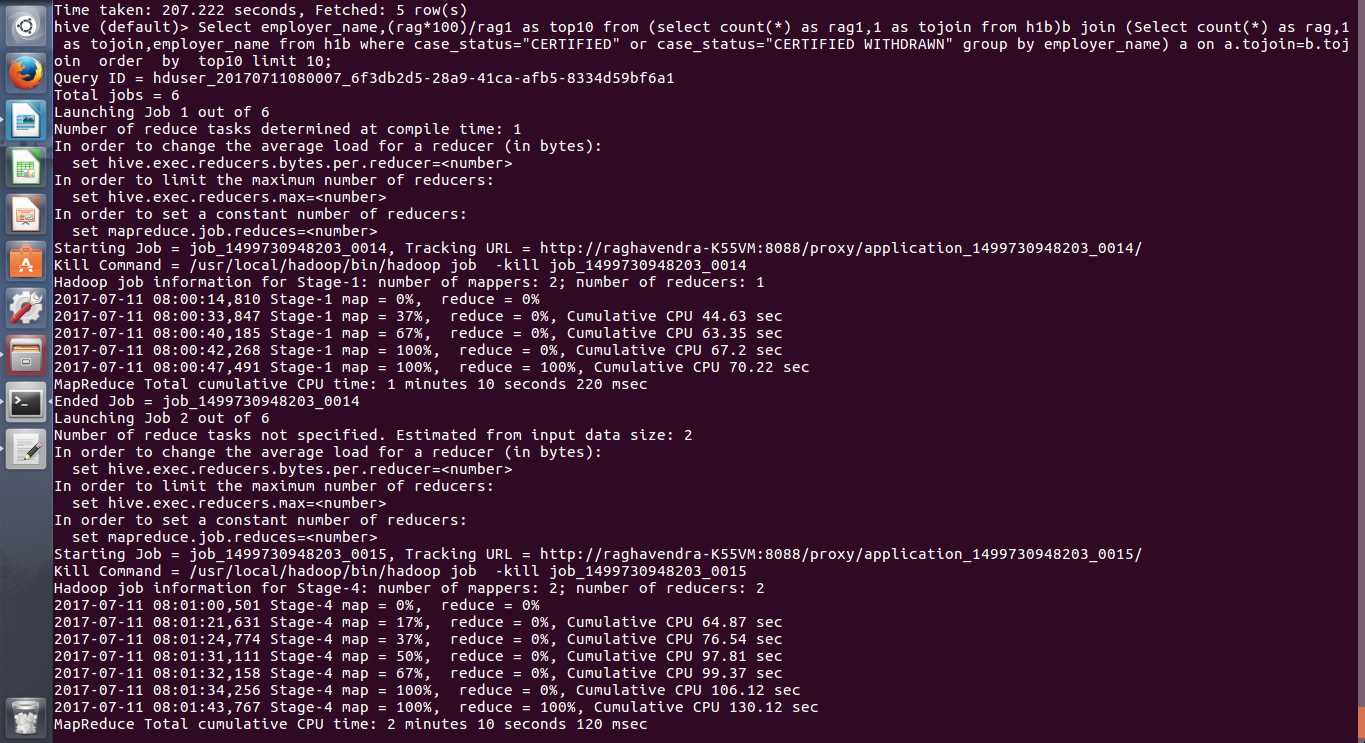 Time taken: 207.222 seconds, Fetched: 5 row(s)
hive (default)> Select employer_name,(rag*100)/rag1 as top10 from (select count(*) as rag1,1 as tojoin from h1b)b join (Select count(*) as rag,1
 as tojoin,employer_name from h1b where case_status="CERTIFIED" or case_status="CERTIFIED WITHDRAWN" group by employer_name) a on a.tojoin=b.toj
oin  order  by  top10 limit 10;
Query ID = hduser_20170711080007_6f3db2d5-28a9-41ca-afb5-8334d59bf6a1
Total jobs = 6
Launching Job 1 out of 6
Number of reduce tasks determined at compile time: 1
In order to change the average load for a reducer (in bytes):
  set hive.exec.reducers.bytes.per.reducer=<number>
In order to limit the maximum number of reducers:
  set hive.exec.reducers.max=<number>
In order to set a constant number of reducers:
  set mapreduce.job.reduces=<number>
Starting Job = job_1499730948203_0014, Tracking URL = http://raghavendra-K55VM:8088/proxy/application_1499730948203_0014/
Kill Command = /usr/local/hadoop/bin/hadoop job  -kill job_1499730948203_0014
Hadoop job information for Stage-1: number of mappers: 2; number of reducers: 1
2017-07-11 08:00:14,810 Stage-1 map = 0%,  reduce = 0%
2017-07-11 08:00:33,847 Stage-1 map = 37%,  reduce = 0%, Cumulative CPU 44.63 sec
2017-07-11 08:00:40,185 Stage-1 map = 67%,  reduce = 0%, Cumulative CPU 63.35 sec
2017-07-11 08:00:42,268 Stage-1 map = 100%,  reduce = 0%, Cumulative CPU 67.2 sec
2017-07-11 08:00:47,491 Stage-1 map = 100%,  reduce = 100%, Cumulative CPU 70.22 sec
MapReduce Total cumulative CPU time: 1 minutes 10 seconds 220 msec
Ended Job = job_1499730948203_0014
Launching Job 2 out of 6
Number of reduce tasks not specified. Estimated from input data size: 2
In order to change the average load for a reducer (in bytes):
  set hive.exec.reducers.bytes.per.reducer=<number>
In order to limit the maximum number of reducers:
  set hive.exec.reducers.max=<number>
In order to set a constant number of reducers:
  set mapreduce.job.reduces=<number>
Starting Job = job_1499730948203_0015, Tracking URL = http://raghavendra-K55VM:8088/proxy/application_1499730948203_0015/
Kill Command = /usr/local/hadoop/bin/hadoop job  -kill job_1499730948203_0015
Hadoop job information for Stage-4: number of mappers: 2; number of reducers: 2
2017-07-11 08:01:00,501 Stage-4 map = 0%,  reduce = 0%
2017-07-11 08:01:21,631 Stage-4 map = 17%,  reduce = 0%, Cumulative CPU 64.87 sec
2017-07-11 08:01:24,774 Stage-4 map = 37%,  reduce = 0%, Cumulative CPU 76.54 sec
2017-07-11 08:01:31,111 Stage-4 map = 50%,  reduce = 0%, Cumulative CPU 97.81 sec
2017-07-11 08:01:32,158 Stage-4 map = 67%,  reduce = 0%, Cumulative CPU 99.37 sec
2017-07-11 08:01:34,256 Stage-4 map = 100%,  reduce = 0%, Cumulative CPU 106.12 sec
2017-07-11 08:01:43,767 Stage-4 map = 100%,  reduce = 100%, Cumulative CPU 130.12 sec
MapReduce Total cumulative CPU time: 2 minutes 10 seconds 120 msec